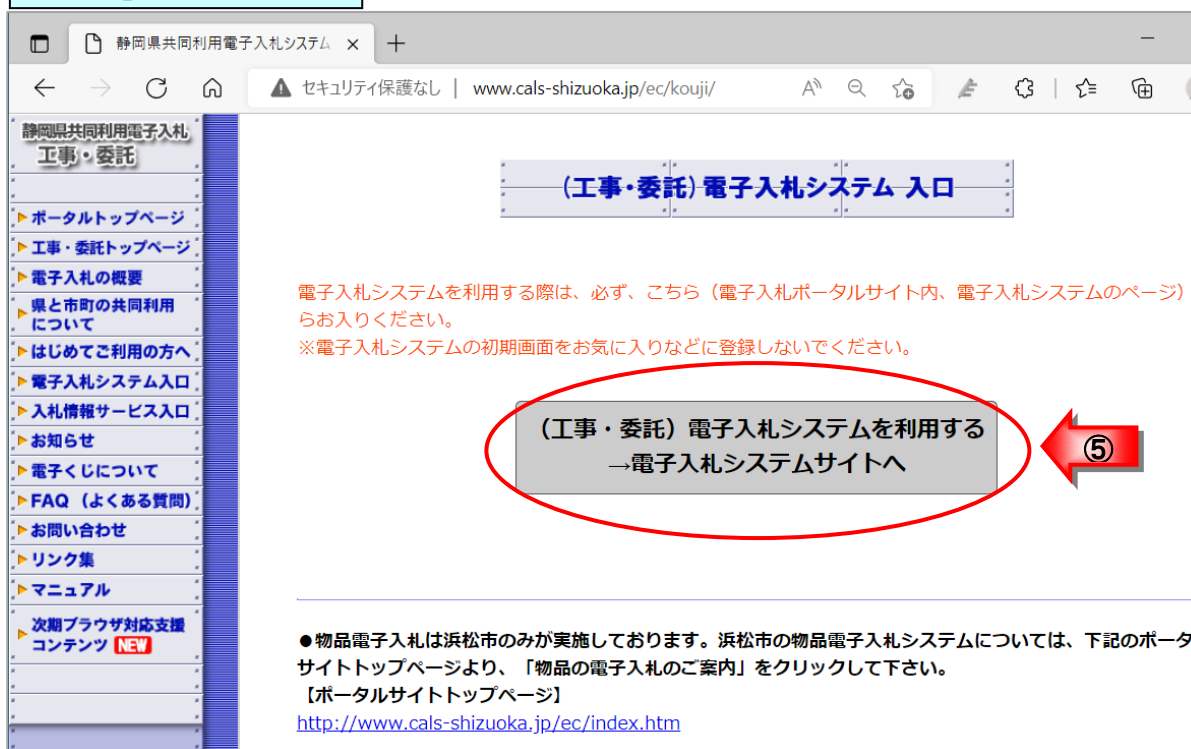 静岡県共同利用電子入札システム
セキュリティ保護なし | www.cals-shizuoka.jp/ec/kouji/
静岡県共同利用電子入札
工事・委託
ポータルトップページ
工事・委託トップページ
電子入札の概要
県と市町の共同利用
について
はじめてご利用の方へ
電子入札システム入口
入札情報サービス入口
お知らせ
電子くじについて
FAQ（よくある質問）
お問い合わせ
リンク集
マニュアル
次期ブラウザ対応支援
コンテンツ NEW
(工事・委託)電子入札システム 入口
電子入札システムを利用する際は、必ず、こちら（電子入札ポータルサイト内、電子入札システムのページ）
らお入りください。
※電子入札システムの初期画面をお気に入りなどに登録しないでください。
（工事・委託）電子入札システムを利用する
→電子入札システムサイトへ
⑤
●物品電子入札は浜松市のみが実施しております。浜松市の物品電子入札システムについては、下記のポータ
サイトトップページより、「物品の電子入札のご案内」をクリックして下さい。
【ポータルサイトトップページ】
http://www.cals-shizuoka.jp/ec/index.htm